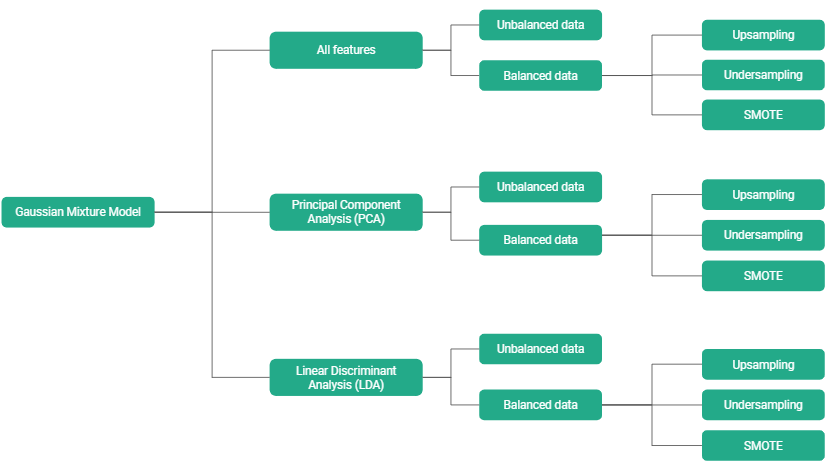 Gaussian Mixture Model
All features
Unbalanced data
Balanced data
Upsampling
Undersampling
SMOTE
Principal Component
Analysis (PCA)
Unbalanced data
Balanced data
Upsampling
Undersampling
SMOTE
Linear Discriminant
Analysis (LDA)
Unbalanced data
Balanced data
Upsampling
Undersampling
SMOTE